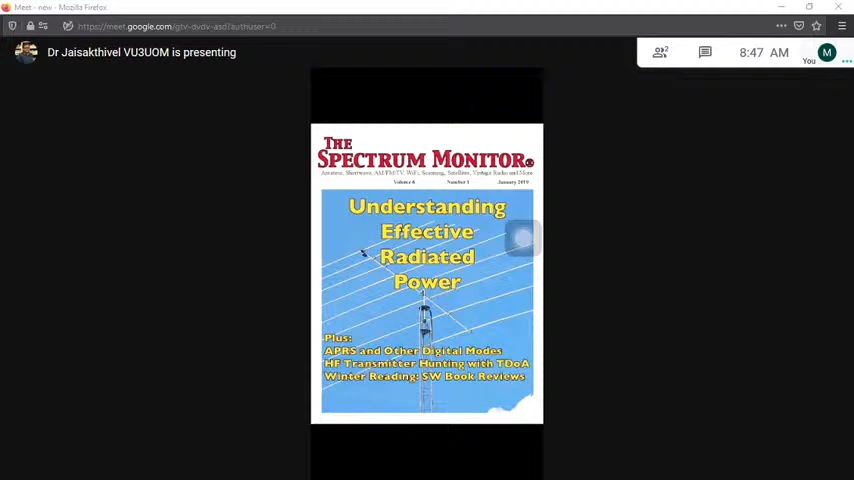 Meet - new - Mozilla Firefox
https://meet.google.com/gtv-dvdv-asd?authuser=0
Dr Jaisakthivel VU3UOM is presenting
2
8:47 AM
You
M
THE
SPECTRUM MONITOR®
Amateur, Shortwave, AM/FM/TV, WiFi, Scanning, Satellites, Vintage Radio and More
Volume 6 Number 1 January 2019
Understanding
Effective
Radiated
Power
Plus:
APRS and Other Digital Modes
HF Transmitter Hunting with TDoA
Winter Reading: SW Book Reviews